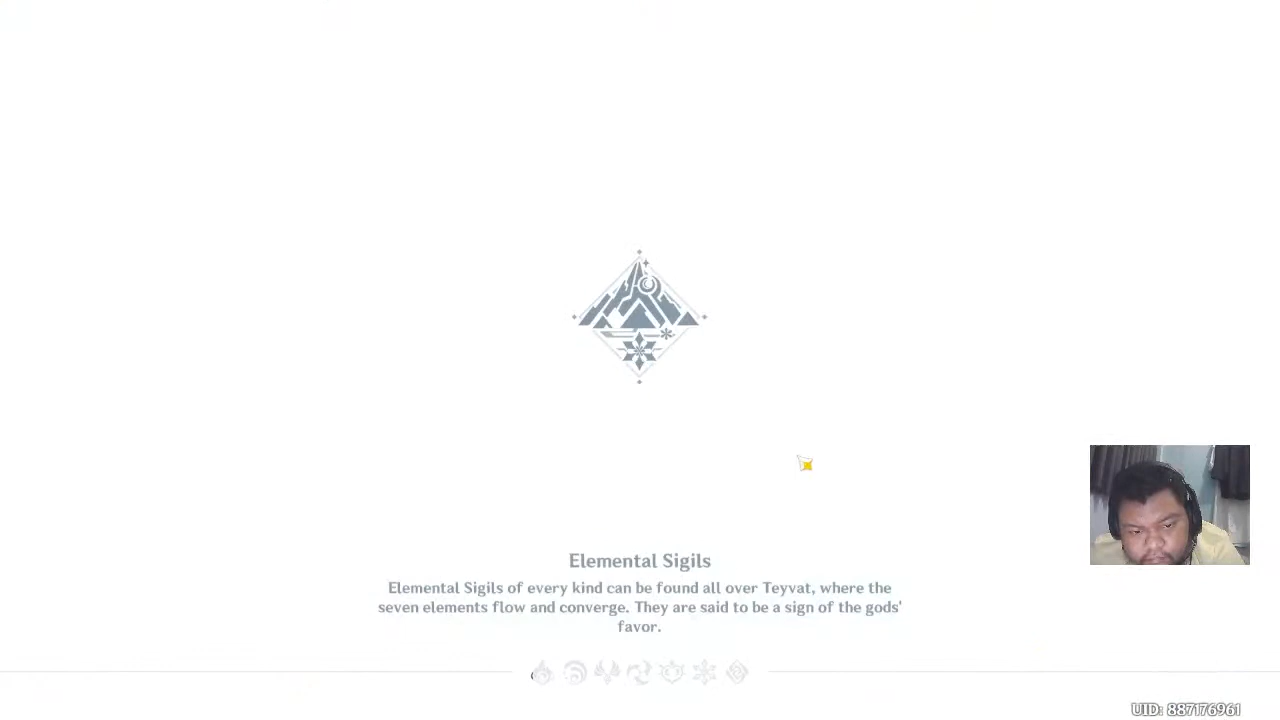 Elemental Sigils
Elemental Sigils of every kind can be found all over Teyvat, where the
seven elements flow and converge. They are said to be a sign of the gods'
favor.
UID: 887176961